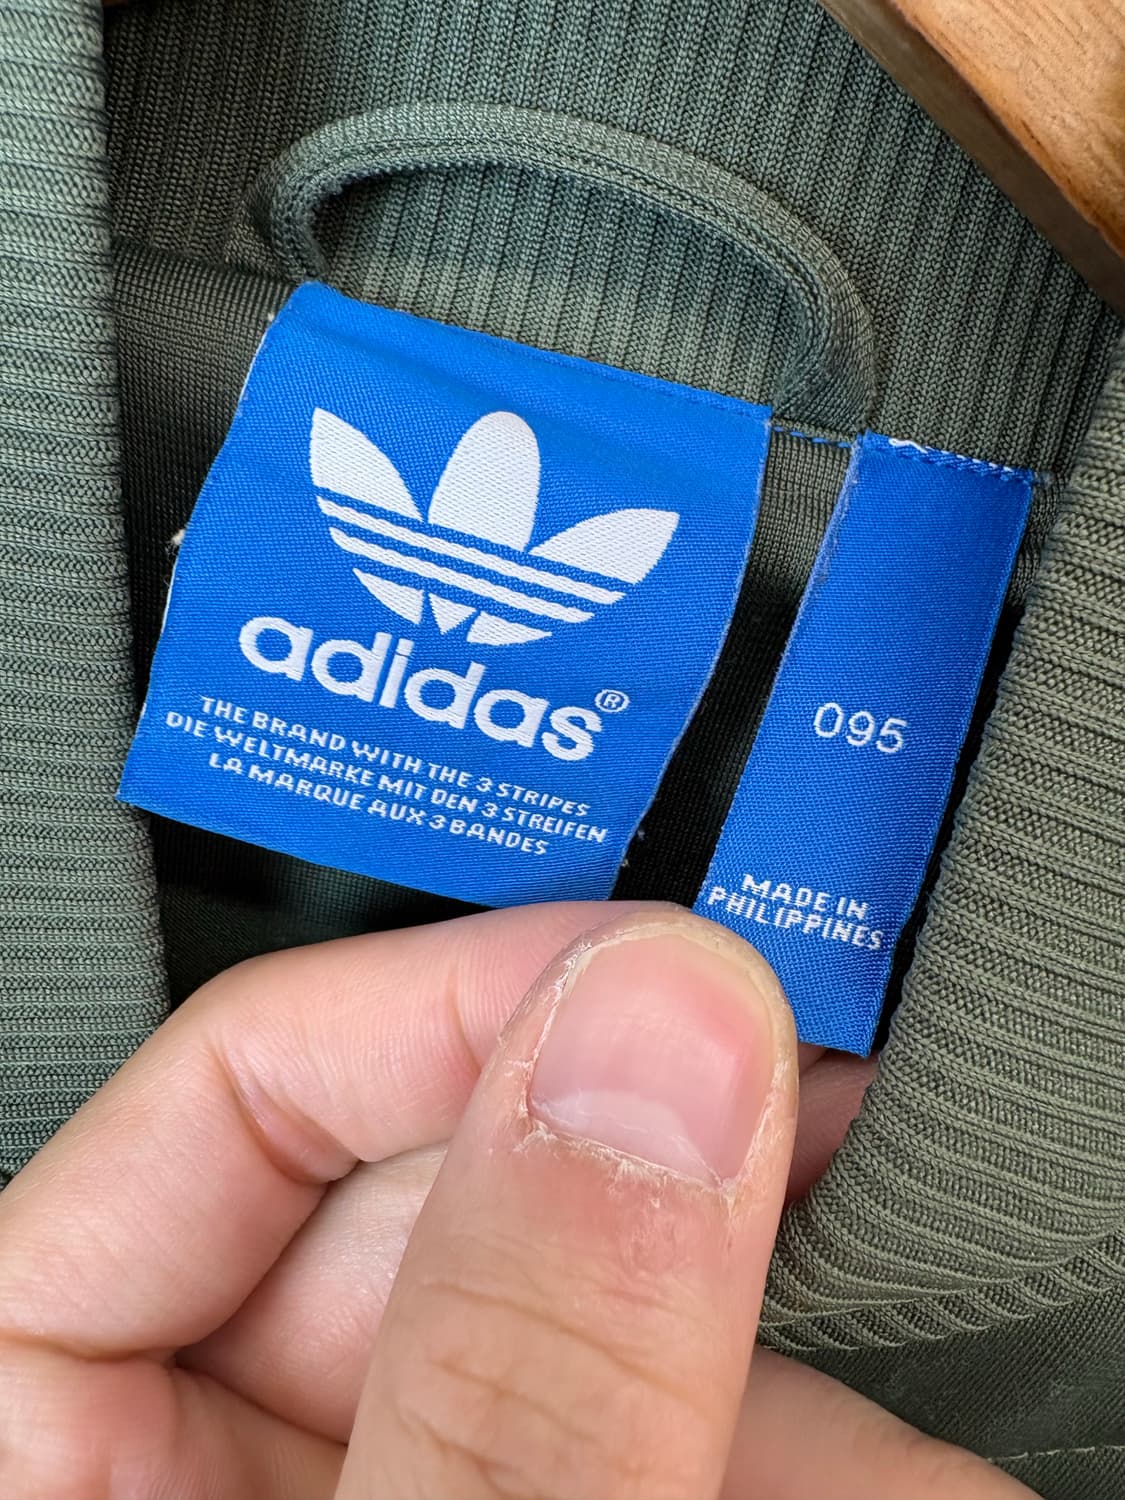 adidas®
THE BRAND WITH THE 3 STRIPES
DIE WELTMARKE MIT DEN 3 STREIFEN
LA MARQUE AUX 3 BANDES
095
MADE IN
PHILIPPINES